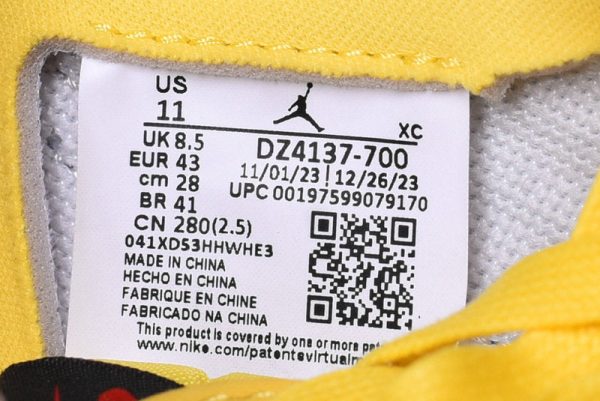 US
11
XC
UK 8.5
EUR 43
cm 28
BR 41
CN 280(2.5)
DZ4137-700
11/01/23 | 12/26/23
UPC 00197599079170
041XD53HHWHE3
MADE IN CHINA
HECHO EN CHINA
FABRIQUE EN CHINE
FABRICADO NA CHINA
This product is covered by one or more
www.nike.com/patents